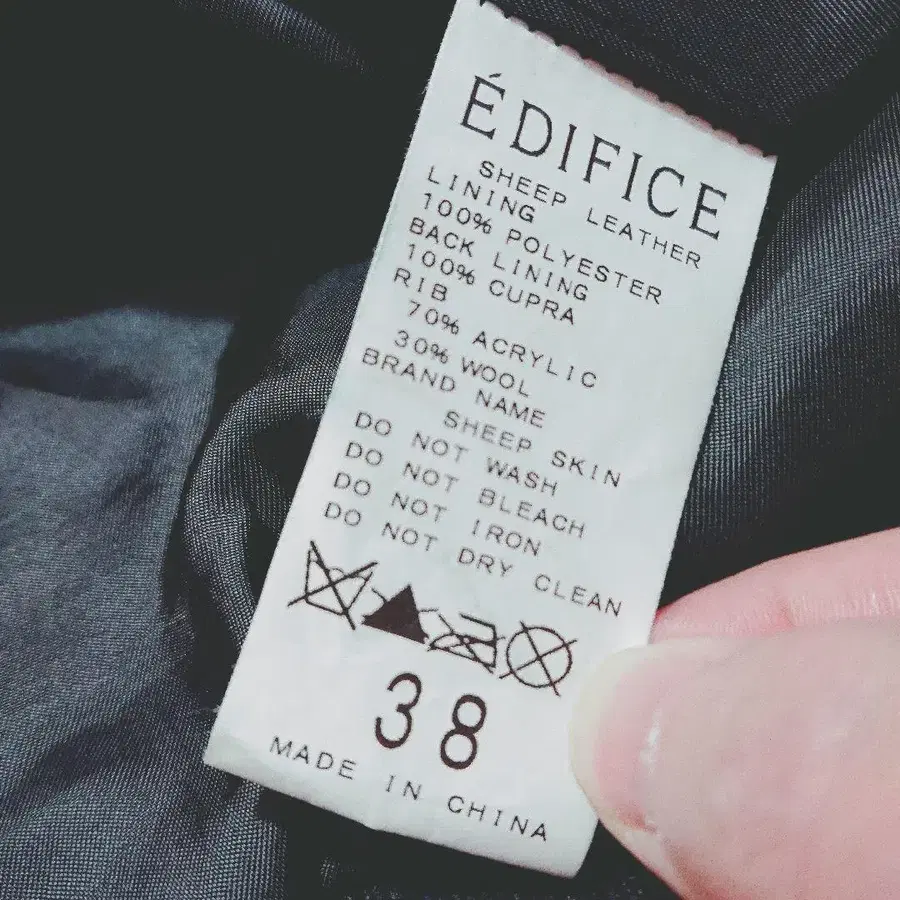 ÉDIFICE
SHEEP LEATHER
LINING
100% POLYESTER
BACK LINING
100% CUPRA
RIB
70% ACRYLIC
30% WOOL
BRAND NAME
SHEEP SKIN
DO NOT WASH
DO NOT BLEACH
DO NOT IRON
DO NOT DRY CLEAN
38
MADE IN CHINA